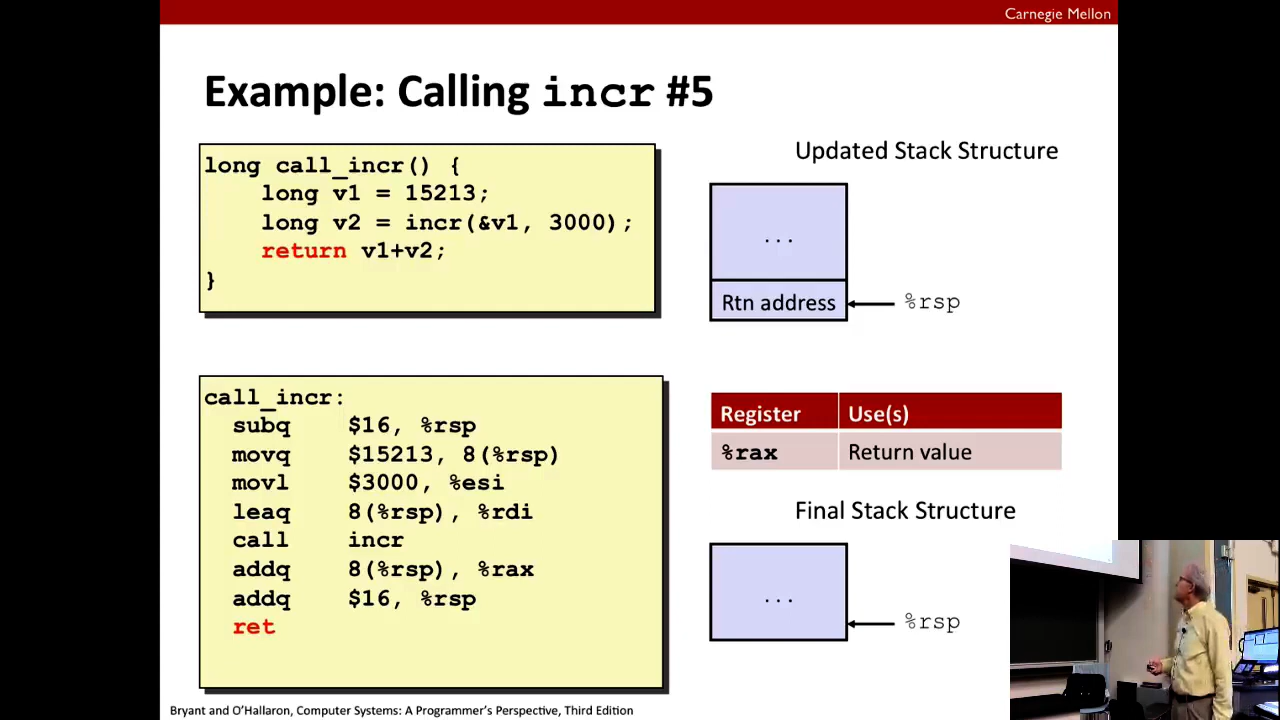 Carnegie Mellon
Example: Calling incr #5
long call_incr() {
    long v1 = 15213;
    long v2 = incr(&v1, 3000);
    return v1+v2;
}
Updated Stack Structure
...
Rtn address
%rsp
call_incr:
  subq    $16, %rsp
  movq    $15213, 8(%rsp)
  movl    $3000, %esi
  leaq    8(%rsp), %rdi
  call    incr
  addq    8(%rsp), %rax
  addq    $16, %rsp
  ret
Register Use(s)
%rax Return value
Final Stack Structure
...
%rsp
Bryant and O'Hallaron, Computer Systems: A Programmer's Perspective, Third Edition